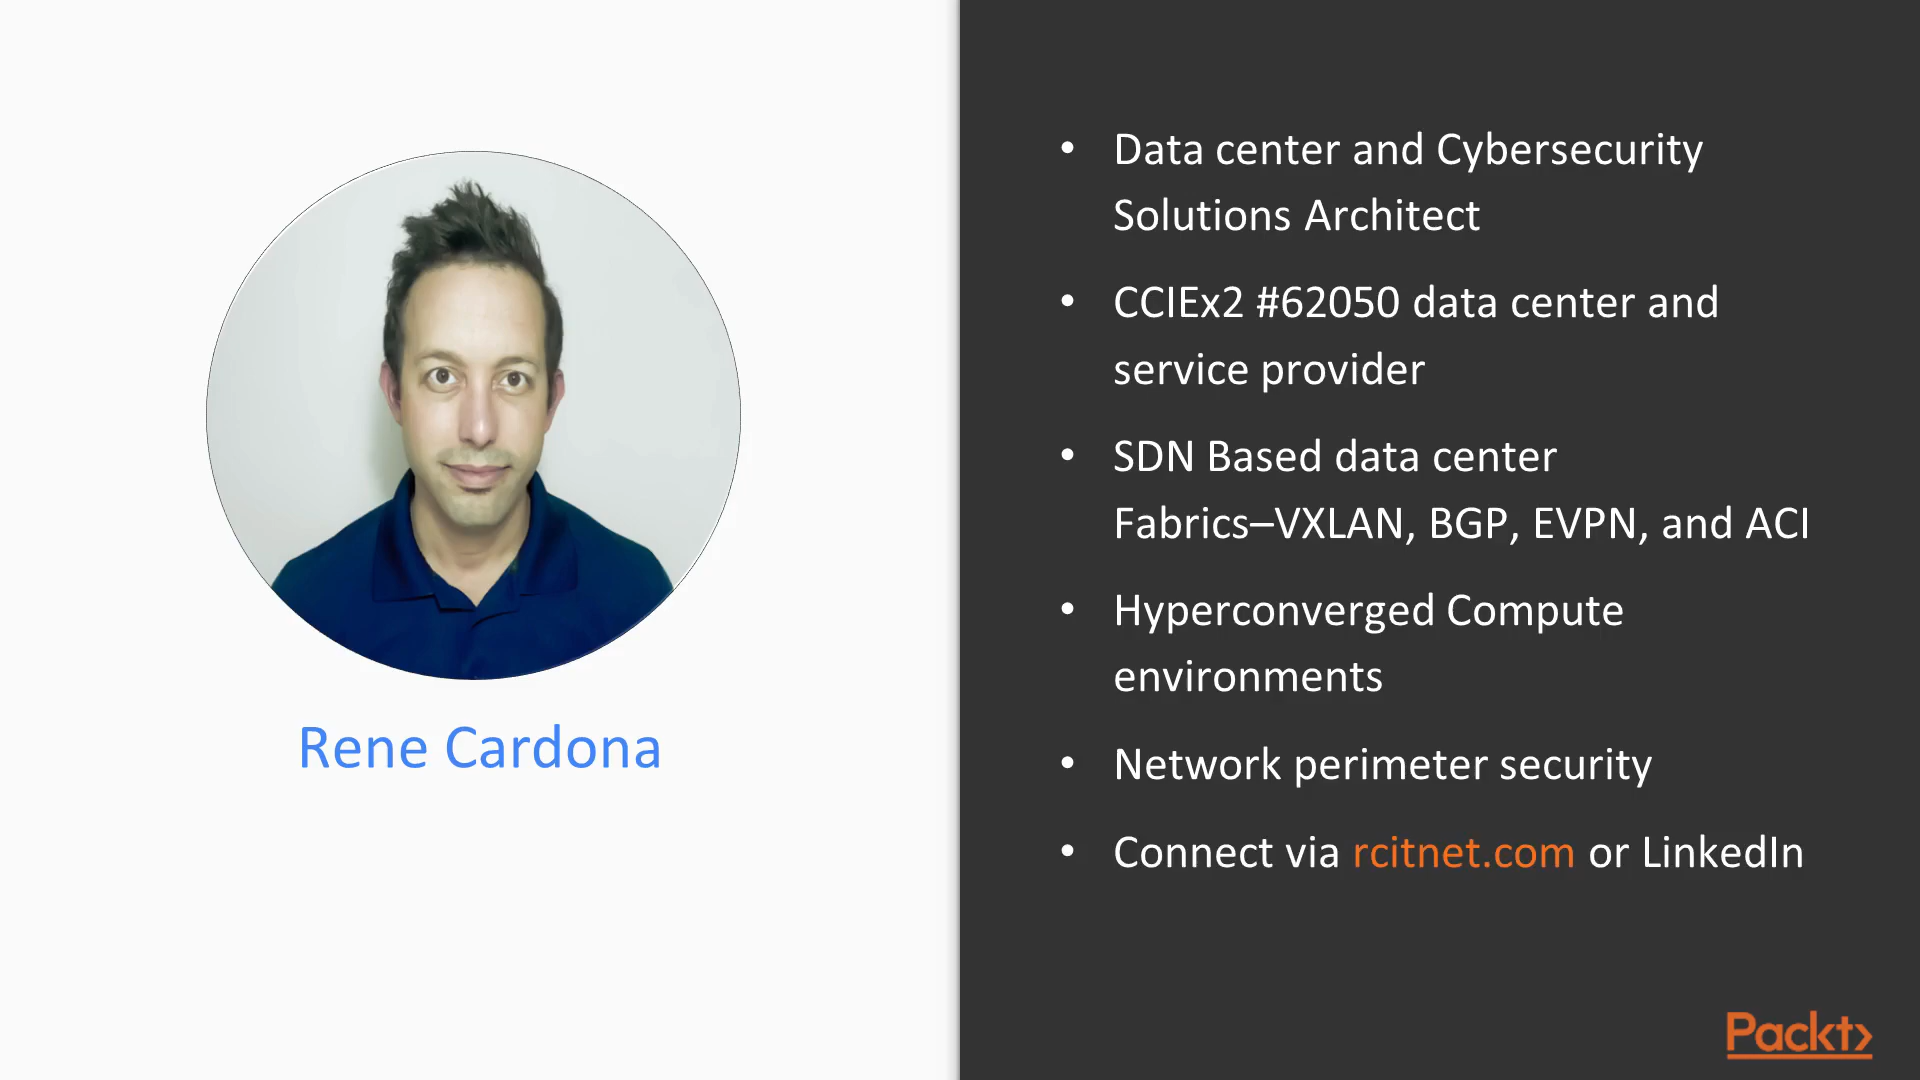 Rene Cardona
• Data center and Cybersecurity
Solutions Architect
• CCIEx2 #62050 data center and
service provider
• SDN Based data center
Fabrics–VXLAN, BGP, EVPN, and ACI
• Hyperconverged Compute
environments
• Network perimeter security
• Connect via rcitnet.com or LinkedIn
Packt>